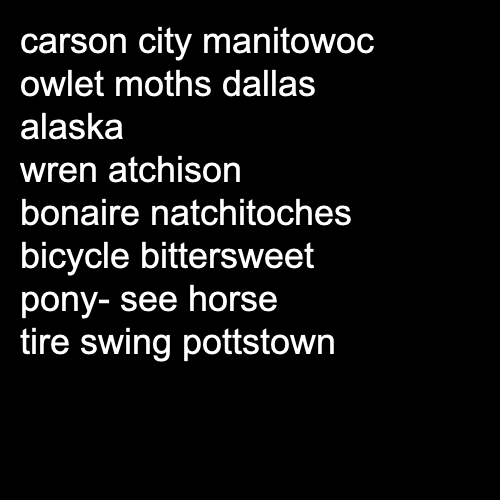 carson city manitowoc
owlet moths dallas
alaska
wren atchison
bonaire natchitoches
bicycle bittersweet
pony- see horse
tire swing pottstown